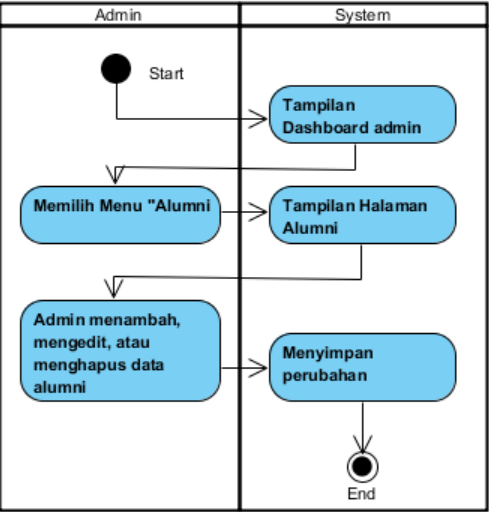 Admin
System
Start
Tampilan
Dashboard admin
Memilih Menu "Alumni
Tampilan Halaman
Alumni
Admin menambah,
mengedit, atau
menghapus data
alumni
Menyimpan
perubahan
End